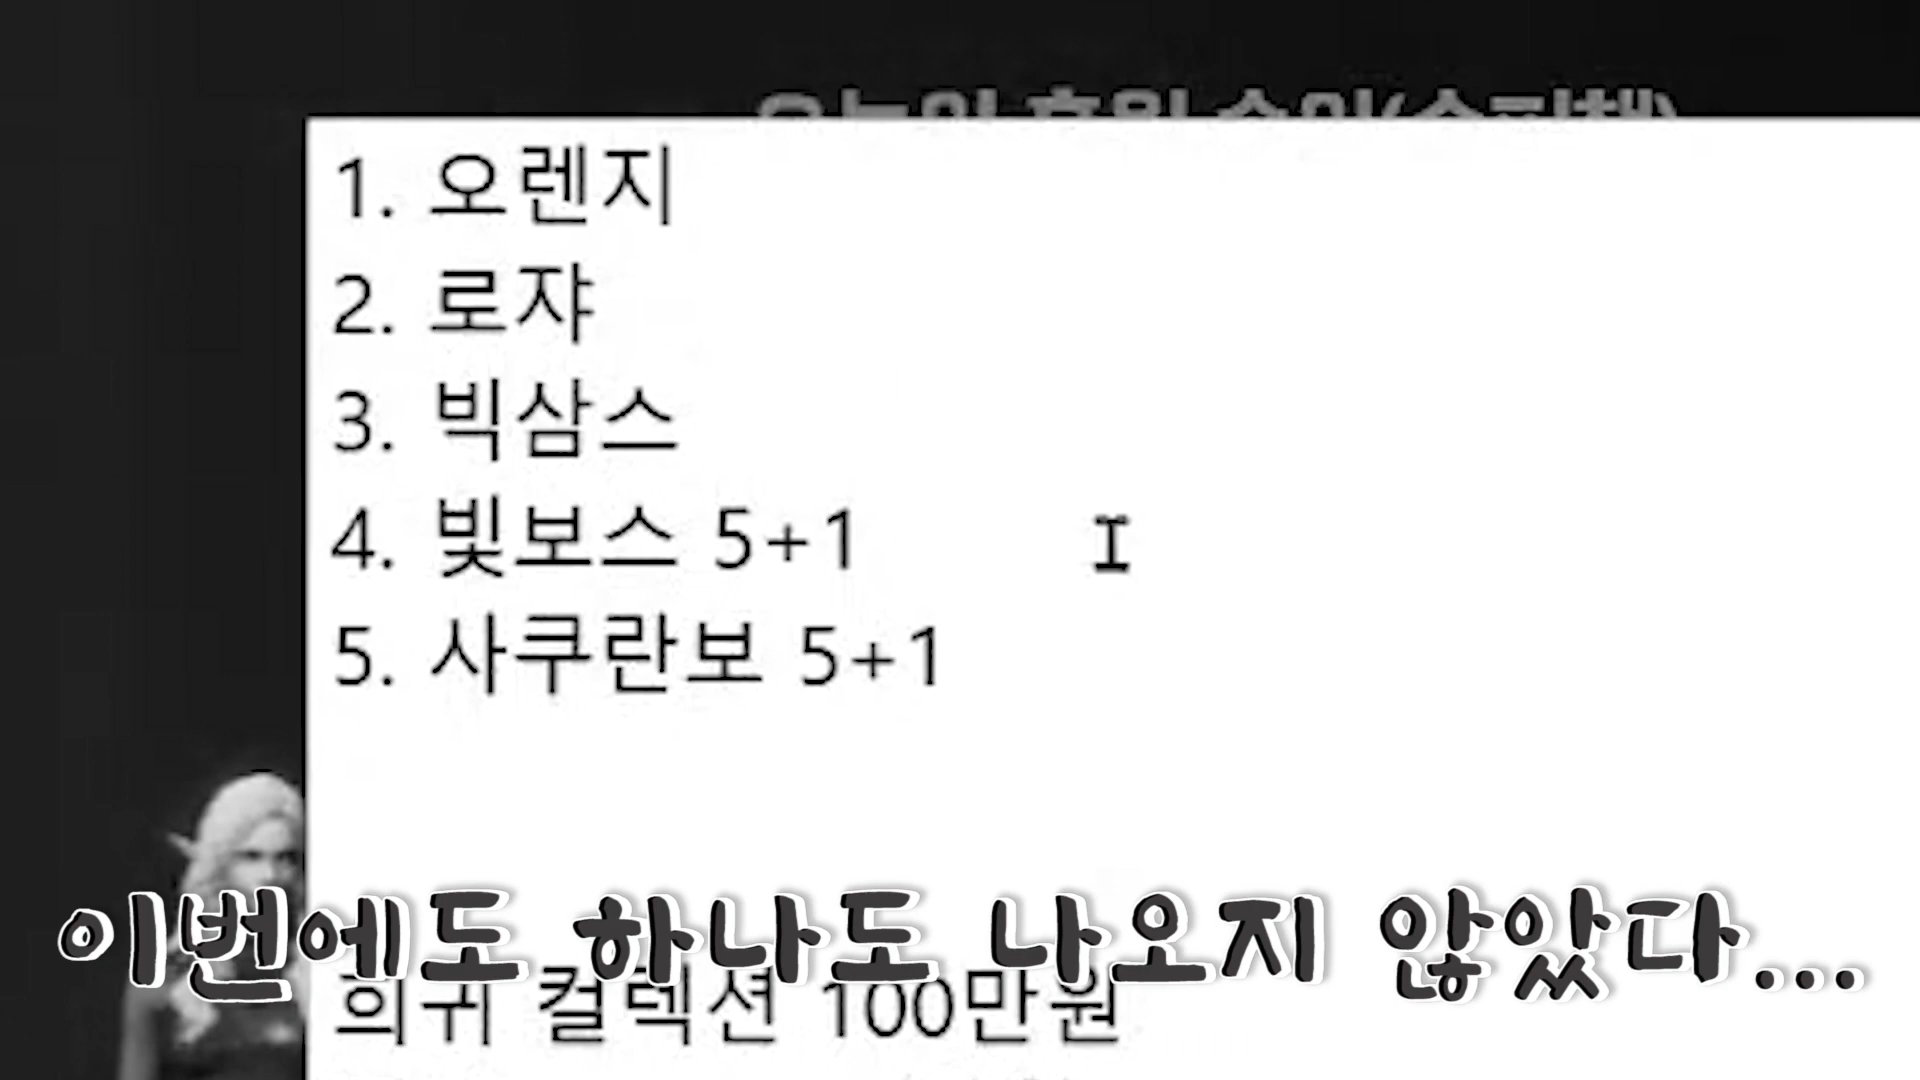 1. 오렌지
2. 로쟈
3. 빅삼스
4. 빛보스 5+1
5. 사쿠란보 5+1
이번에도 하나도 나오지 않았다...
희귀 컬렉션 100만원